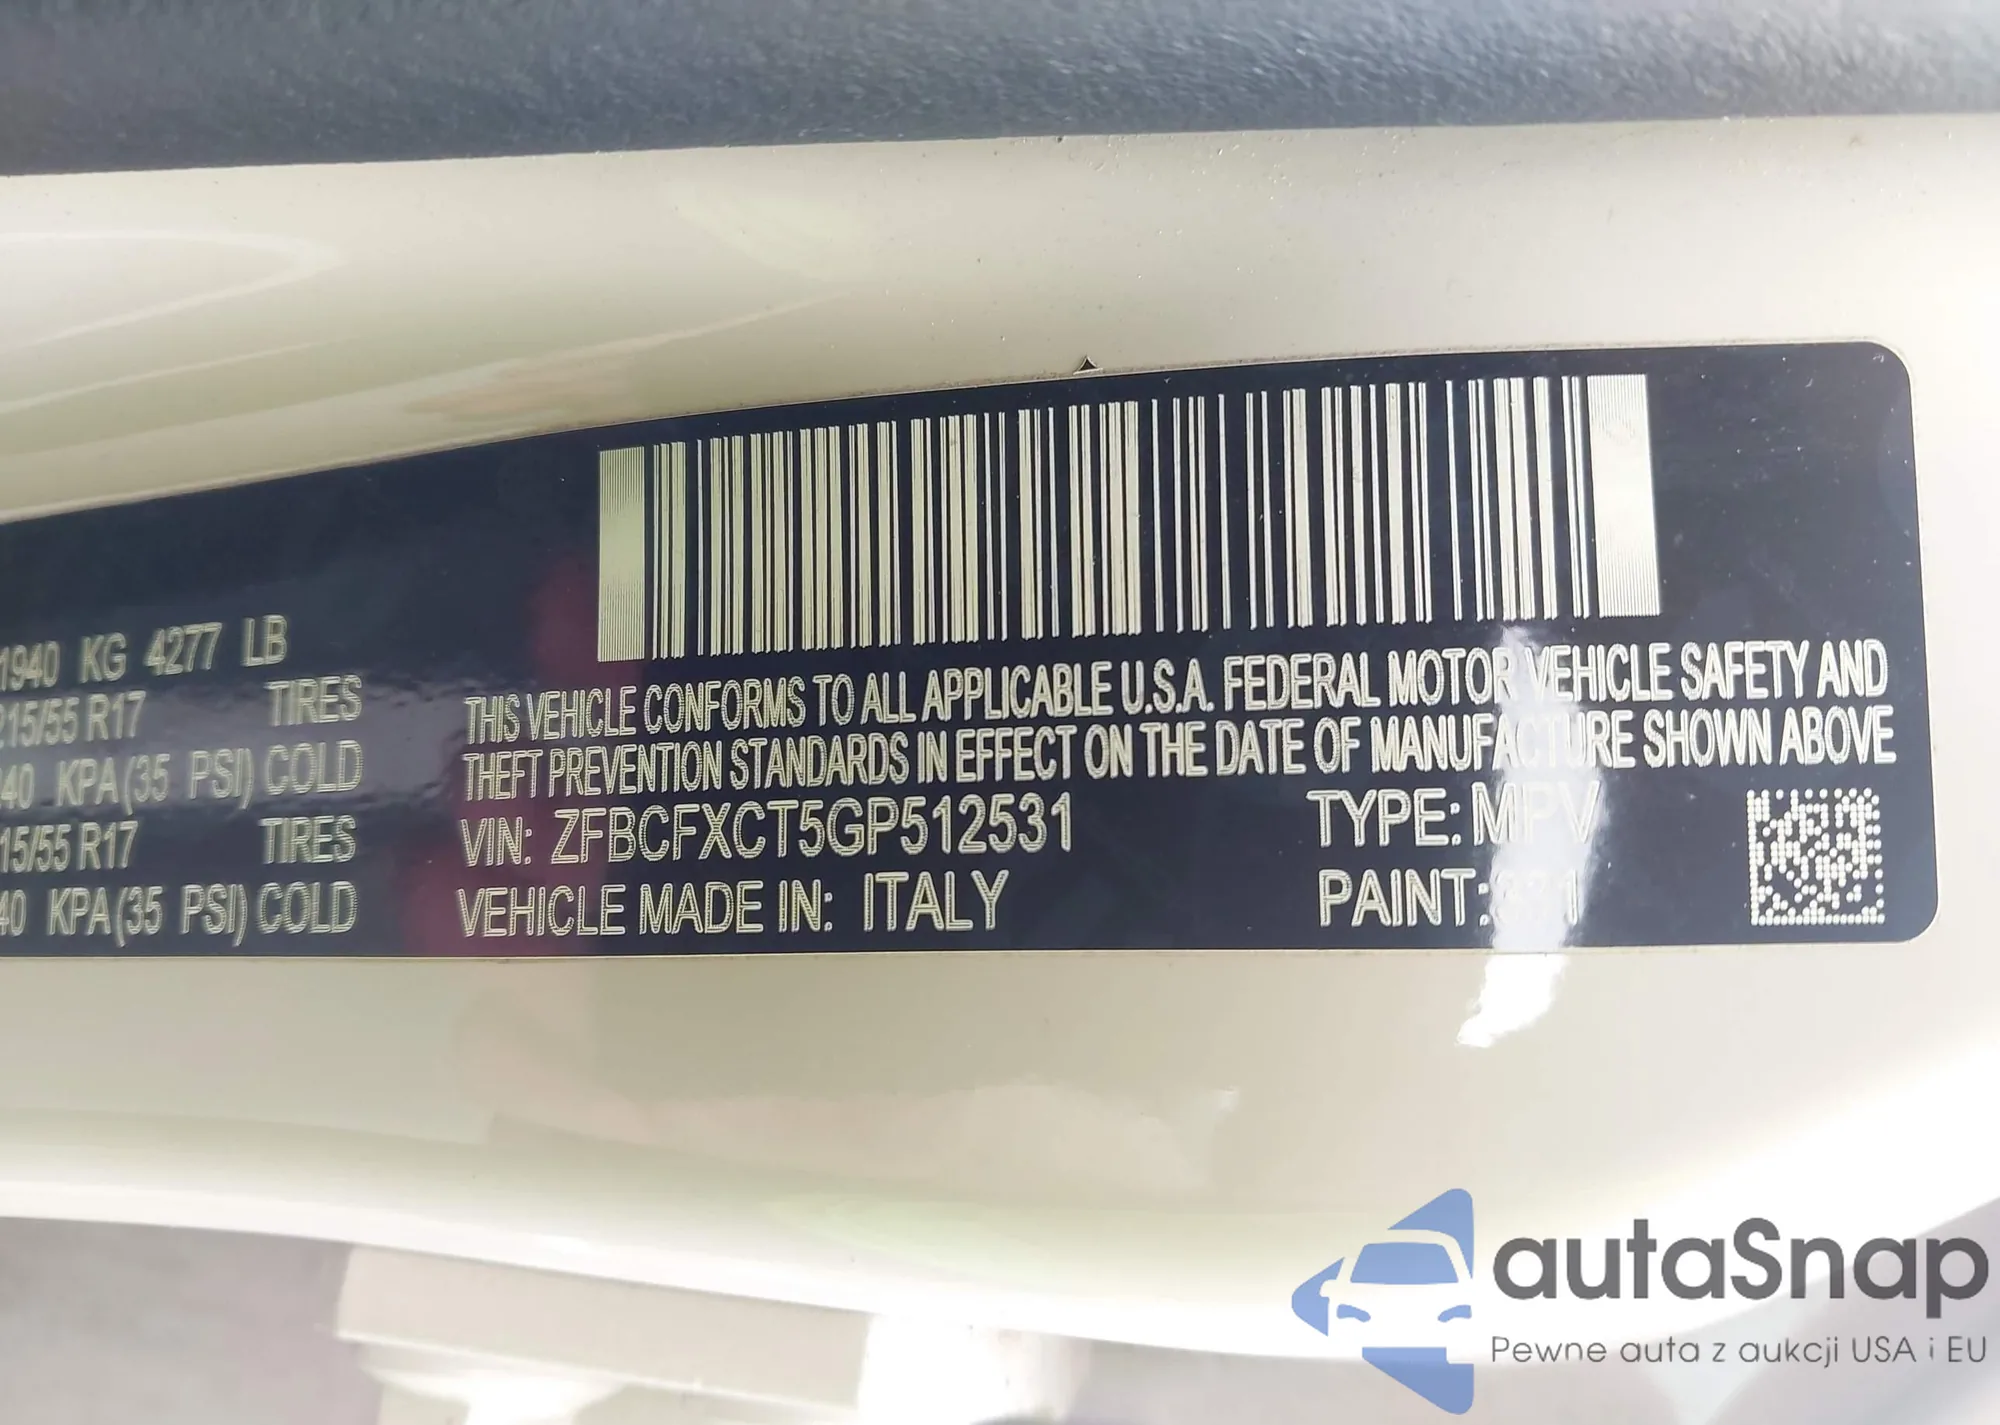 1940 KG 4277 LB
215/55 R17 TIRES
40 KPA(35 PSI) COLD
15/55 R17 TIRES
40 KPA(35 PSI) COLD
THIS VEHICLE CONFORMS TO ALL APPLICABLE U.S.A. FEDERAL MOTOR VEHICLE SAFETY AND
THEFT PREVENTION STANDARDS IN EFFECT ON THE DATE OF MANUFACTURE SHOWN ABOVE
VIN: ZFBCFXCT5GP512531 TYPE: MPV
VEHICLE MADE IN: ITALY PAINT:
autaSnap
Pewne auta z aukcji USA i EU